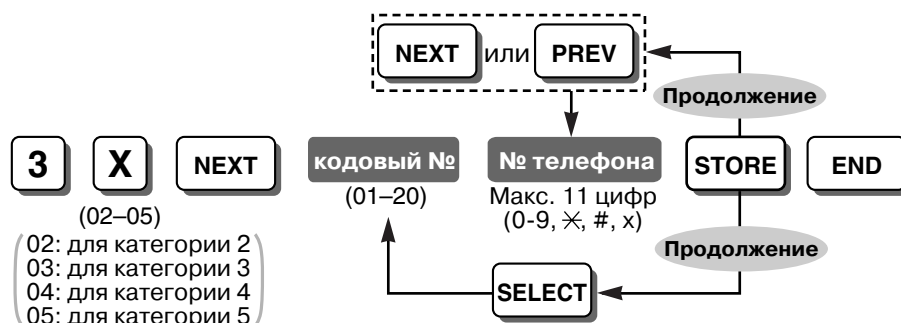 NEXT или PREV
Продолжение
3 X NEXT кодовый № № телефона STORE END
(01–20) Макс. 11 цифр
(02–05) (0-9, ✳, #, x)
Продолжение
02: для категории 2
03: для категории 3
04: для категории 4
05: для категории 5
SELECT